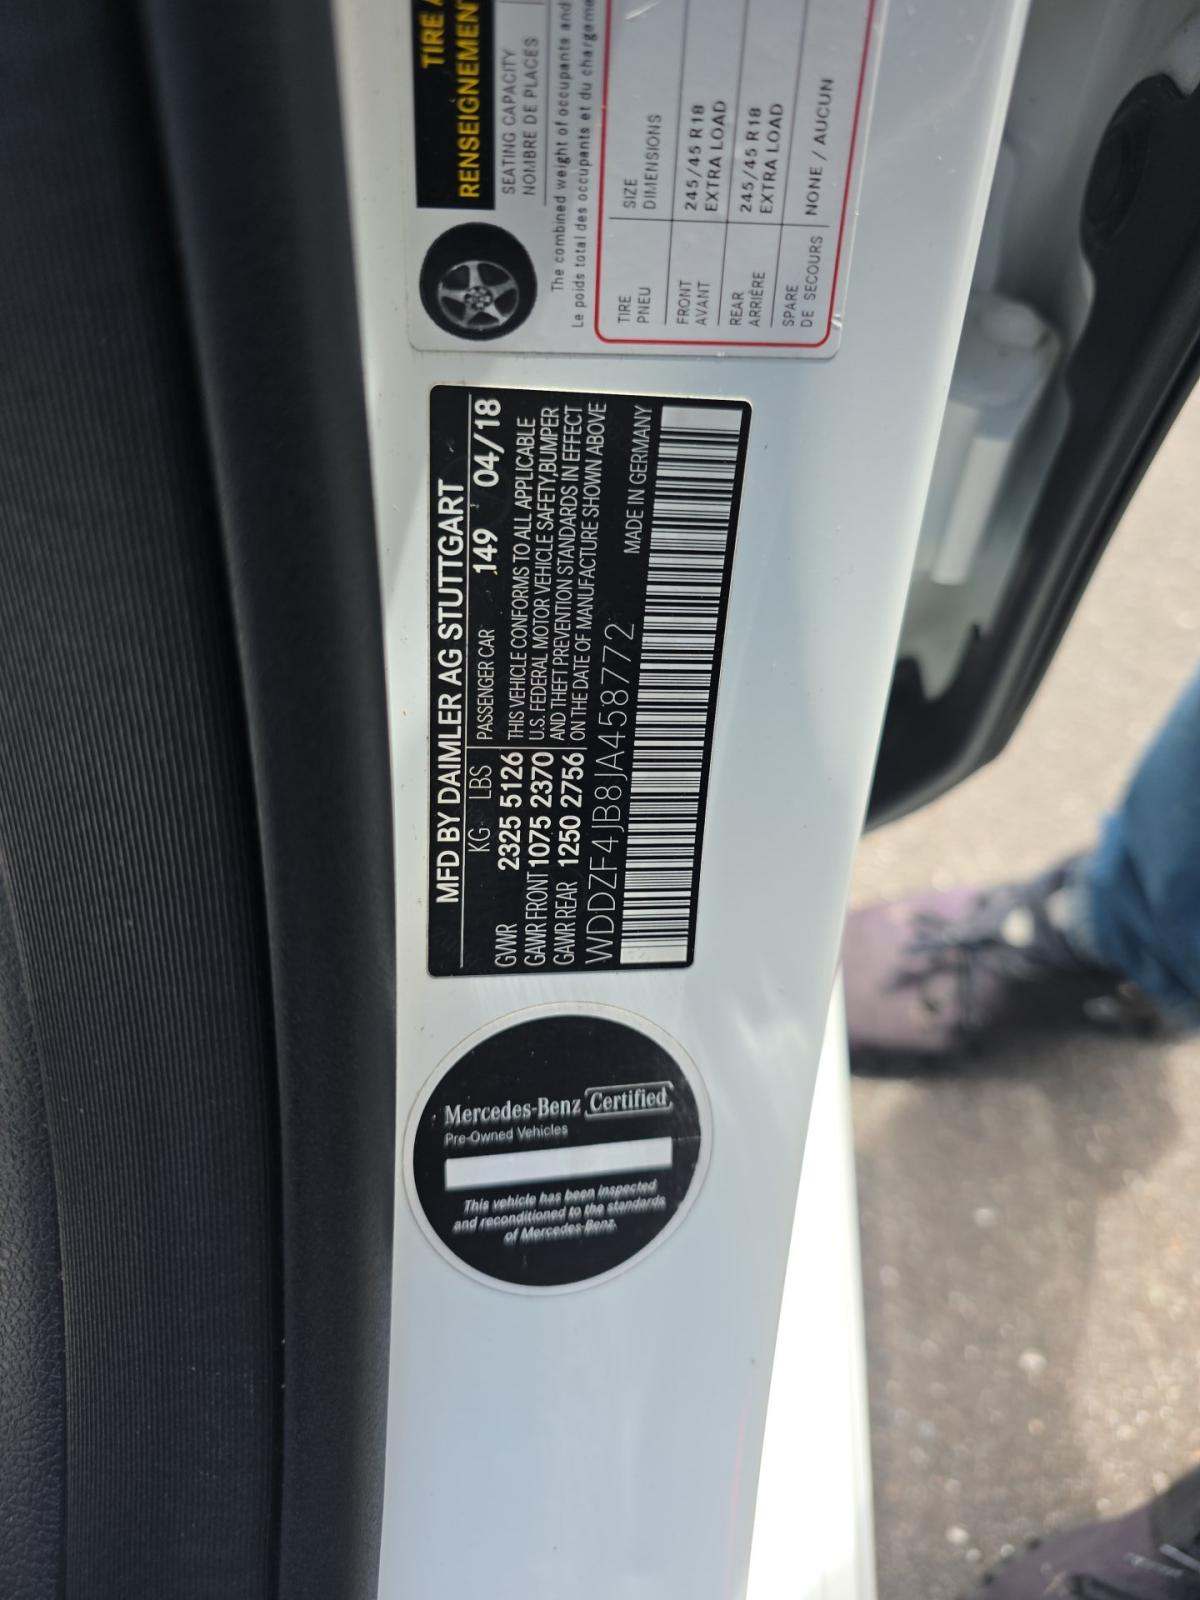 TIRE
RENSEIGNEMENT
SEATING CAPACITY
NOMBRE DE PLACES
The combined weight of occupants and
Le poids total des occupants et du chargeme
TIRE
PNEU
SIZE
DIMENSIONS
FRONT
AVANT
245/45 R18
EXTRA LOAD
REAR
ARRIÈRE
245/45 R18
EXTRA LOAD
SPARE
DE SECOURS
NONE / AUCUN
MFD BY DAIMLER AG STUTTGART
KG LBS
PASSENGER CAR 149 04/18
GVWR 2325 5126
GAWR FRONT 1075 2370
GAWR REAR 1250 2756
THIS VEHICLE CONFORMS TO ALL APPLICABLE
U.S. FEDERAL MOTOR VEHICLE SAFETY,BUMPER
AND THEFT PREVENTION STANDARDS IN EFFECT
ON THE DATE OF MANUFACTURE SHOWN ABOVE
WDDZF4JB8JA458772
MADE IN GERMANY
Mercedes-Benz Certified
Pre-Owned Vehicles
This vehicle has been inspected
and reconditioned to the standards
of Mercedes-Benz.